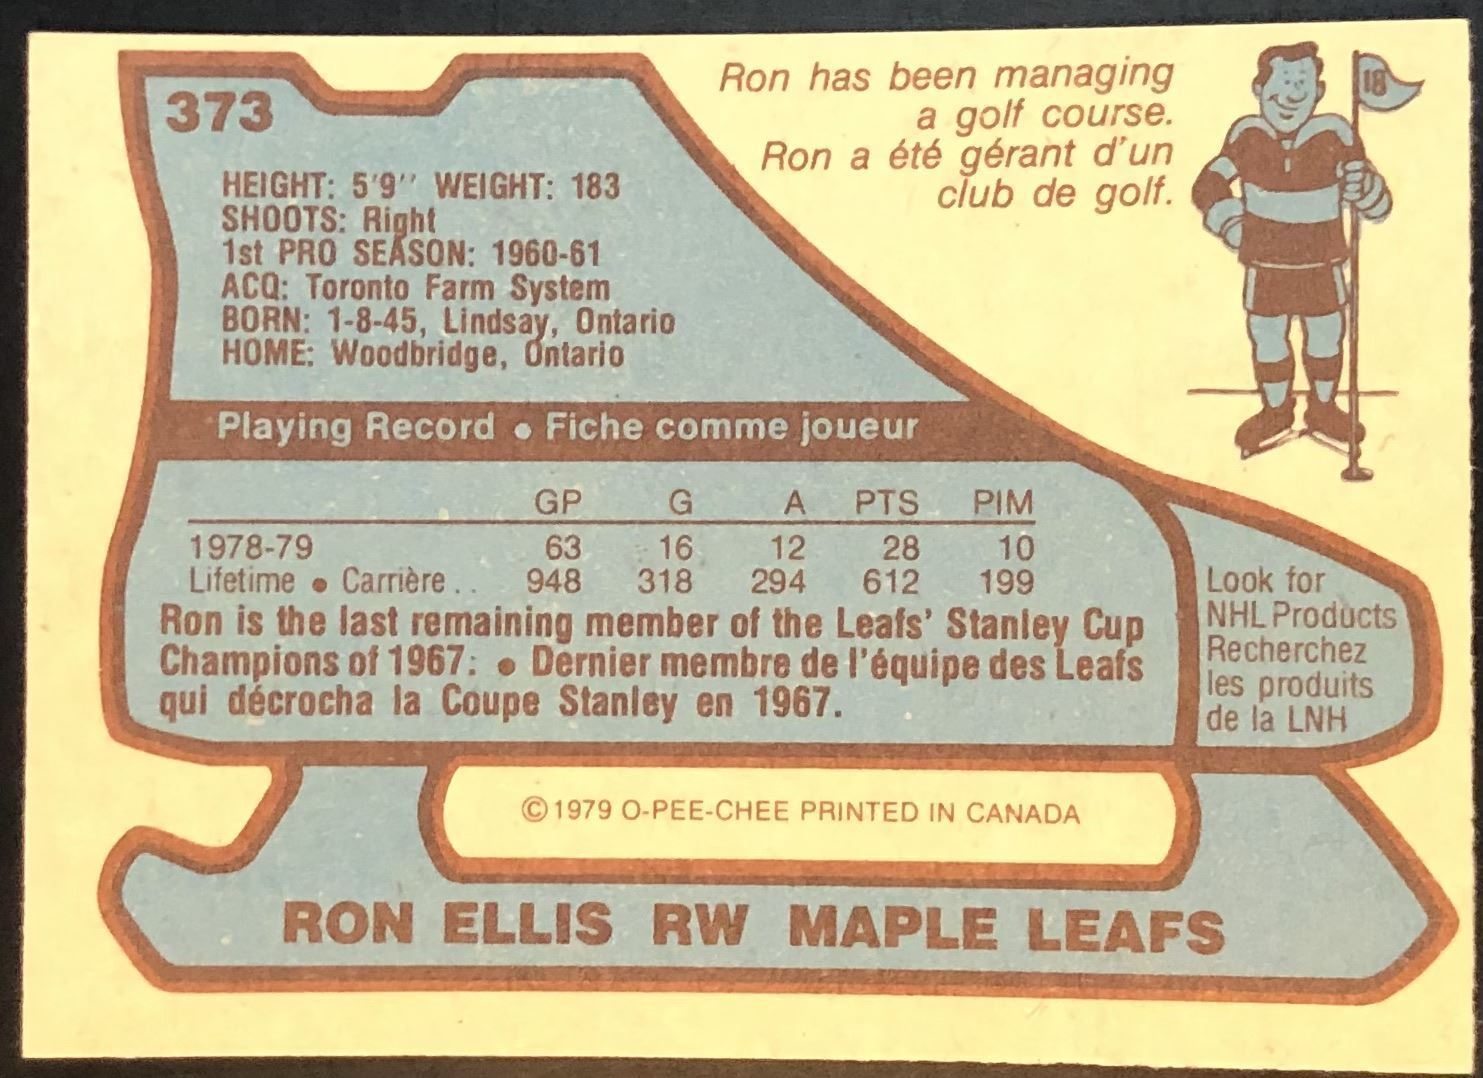 373
Ron has been managing
a golf course.
Ron a été gérant d'un
club de golf.
18
HEIGHT: 5'9'' WEIGHT: 183
SHOOTS: Right
1st PRO SEASON: 1960-61
ACQ: Toronto Farm System
BORN: 1-8-45, Lindsay, Ontario
HOME: Woodbridge, Ontario
Playing Record • Fiche comme joueur
GP G A PTS PIM
1978-79 63 16 12 28 10
Lifetime • Carrière .. 948 318 294 612 199
Ron is the last remaining member of the Leafs' Stanley Cup
Champions of 1967. • Dernier membre de l'équipe des Leafs
qui décrocha la Coupe Stanley en 1967.
Look for
NHL Products
Recherchez
les produits
de la LNH
©1979 O-PEE-CHEE PRINTED IN CANADA
RON ELLIS RW MAPLE LEAFS